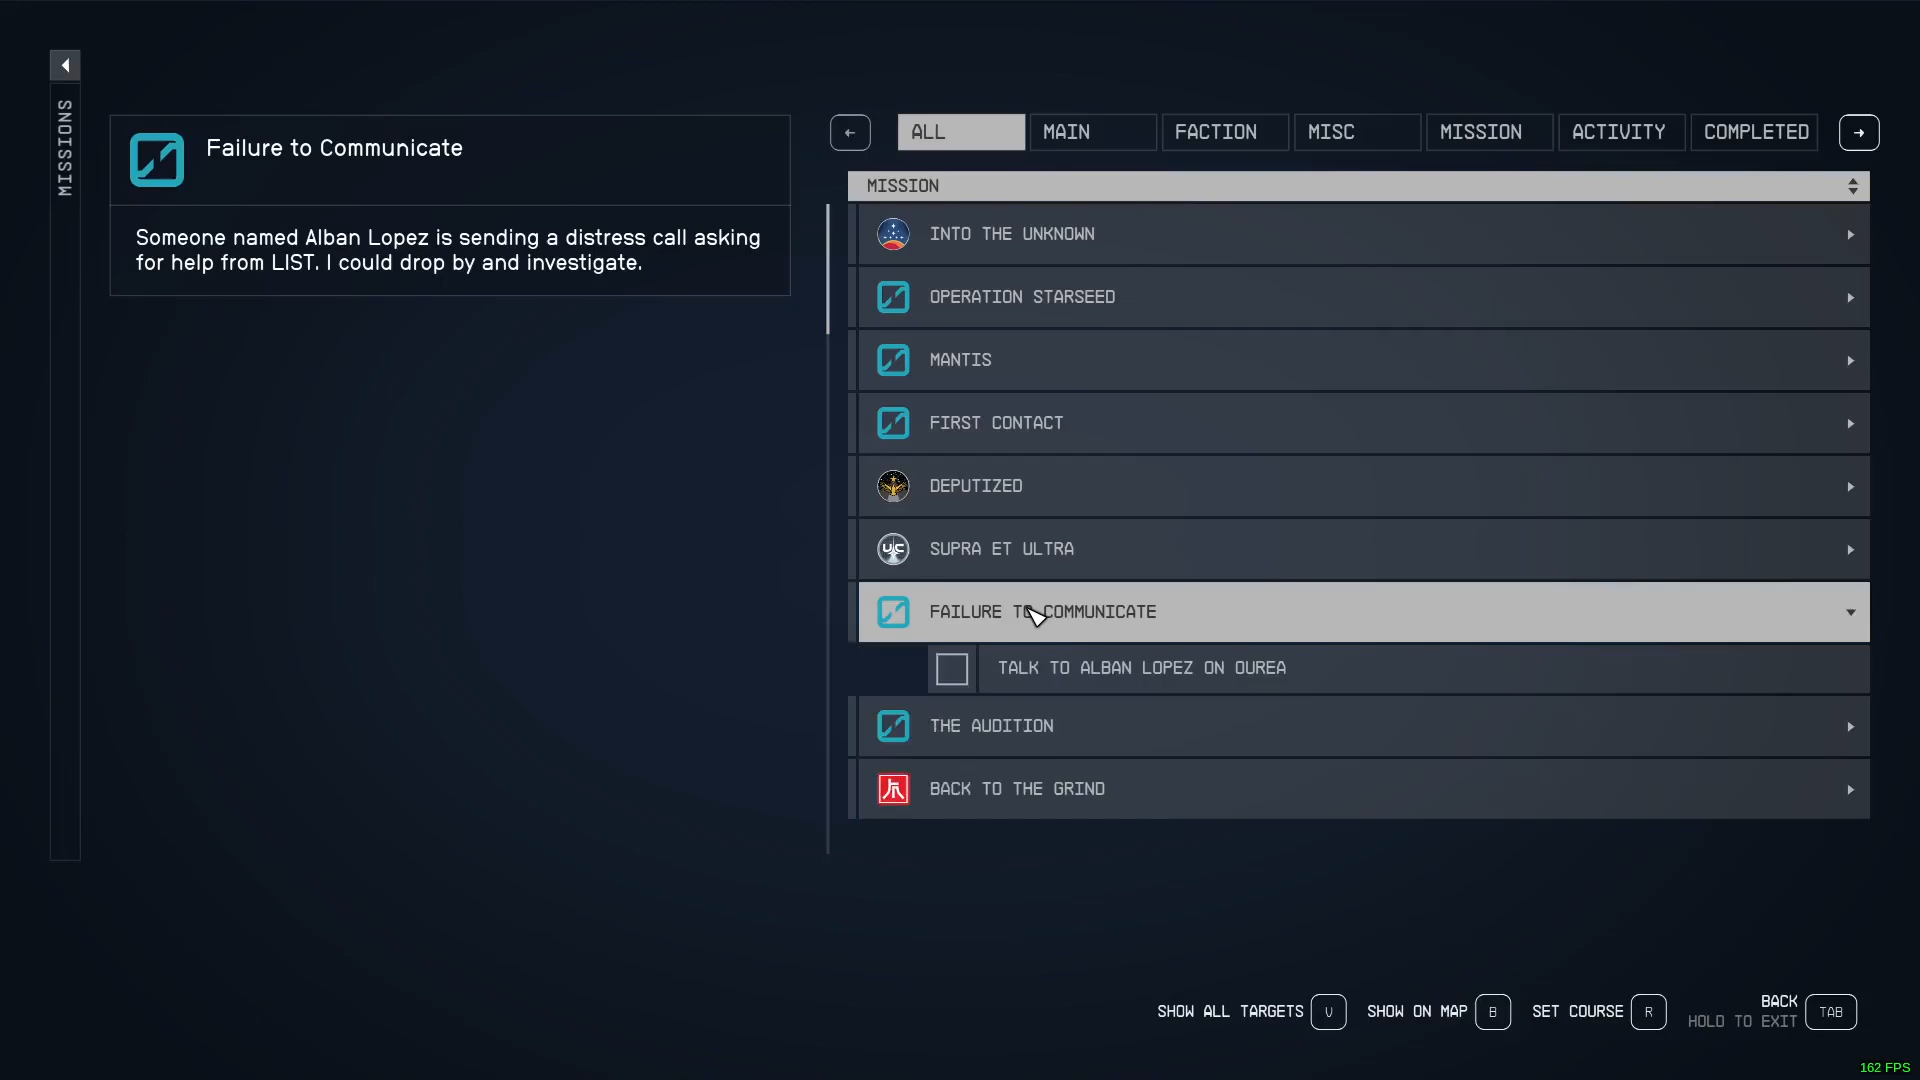 MISSIONS
Failure to Communicate
Someone named Alban Lopez is sending a distress call asking
for help from LIST. I could drop by and investigate.
ALL MAIN FACTION MISC MISSION ACTIVITY COMPLETED
MISSION
INTO THE UNKNOWN
OPERATION STARSEED
MANTIS
FIRST CONTACT
DEPUTIZED
UC SUPRA ET ULTRA
FAILURE TO COMMUNICATE
TALK TO ALBAN LOPEZ ON OUREA
THE AUDITION
BACK TO THE GRIND
SHOW ALL TARGETS V SHOW ON MAP B SET COURSE R BACK TAB
HOLD TO EXIT
162 FPS